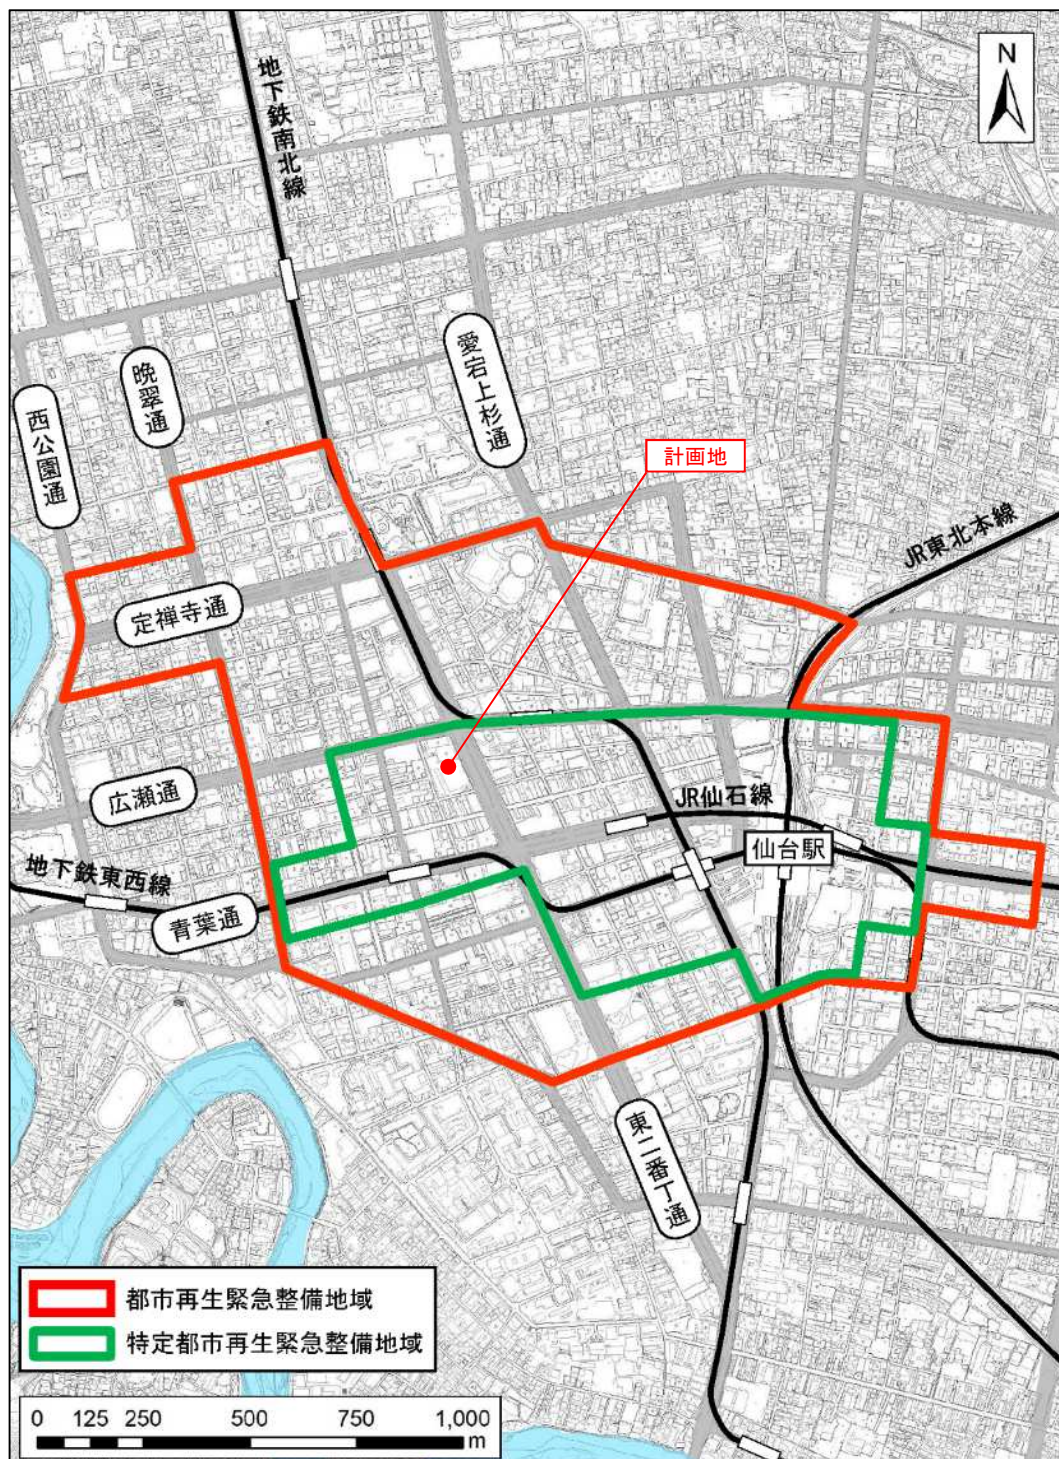 N
地下鉄南北線
愛宕上杉通
晩翠通
西公園通
計画地
JR東北本線
定禅寺通
広瀬通
JR仙石線
仙台駅
地下鉄東西線
青葉通
東二番丁通
都市再生緊急整備地域
特定都市再生緊急整備地域
0 125 250 500 750 1,000
m